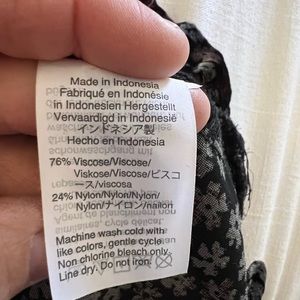 Made in Indonesia
Fabriqué en Indonésie
in Indonesien Hergestellt
Vervaardigd in Indonesië
インドネシア製
Hecho en Indonesia
76% Viscose/Viscose/
Viskose/Viscose/ビスコ
ース/viscosa
24% Nylon/Nylon/Nylon/
Nylon/ナイロン/nailon
Machine wash cold with
like colors, gentle cycle.
Non chlorine bleach only.
Line dry. Do not iron.